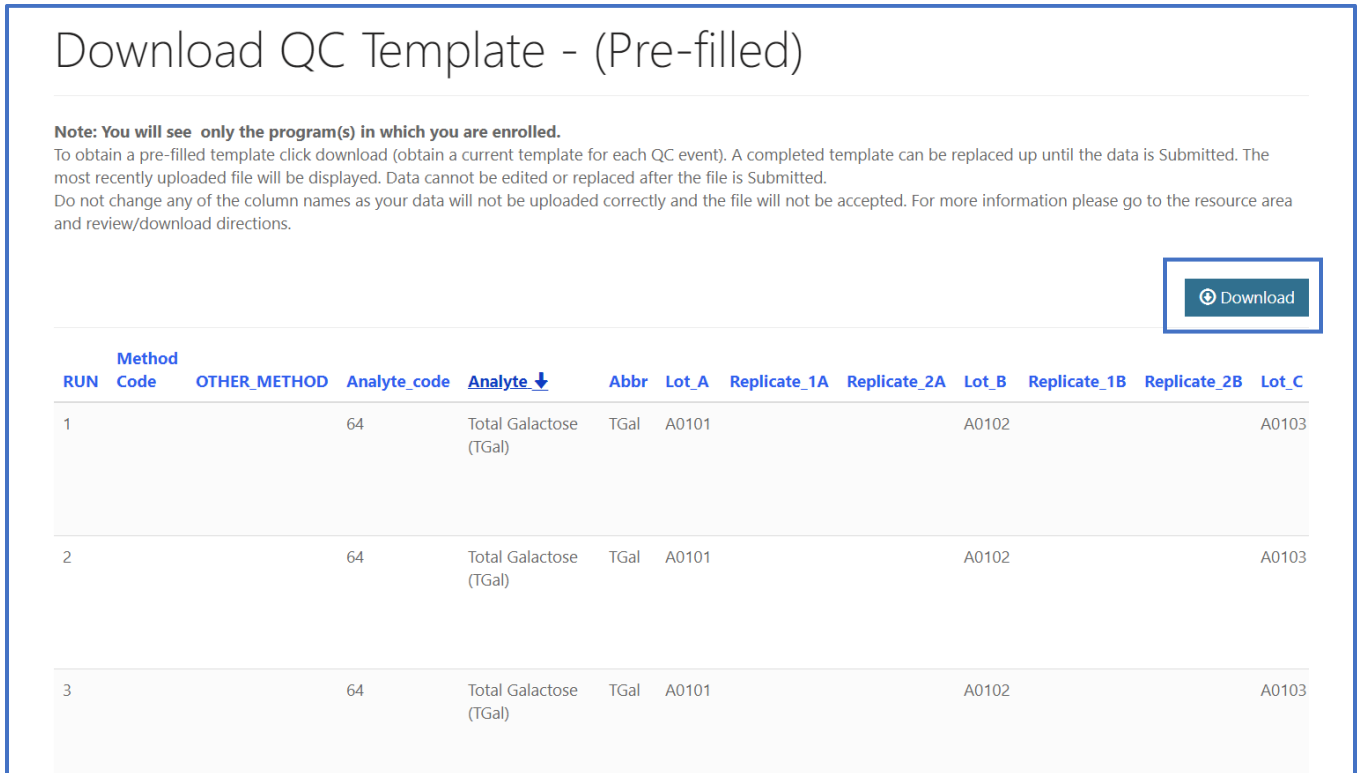 Download QC Template - (Pre-filled)
Note: You will see only the program(s) in which you are enrolled.
To obtain a pre-filled template click download (obtain a current template for each QC event). A completed template can be replaced up until the data is Submitted. The
most recently uploaded file will be displayed. Data cannot be edited or replaced after the file is Submitted.
Do not change any of the column names as your data will not be uploaded correctly and the file will not be accepted. For more information please go to the resource area
and review/download directions.
Download
Method
RUN Code OTHER_METHOD Analyte_code Analyte Abbr Lot_A Replicate_1A Replicate_2A Lot_B Replicate_1B Replicate_2B Lot_C
1 64 Total Galactose TGal A0101 A0102 A0103
(TGal)
2 64 Total Galactose TGal A0101 A0102 A0103
(TGal)
3 64 Total Galactose TGal A0101 A0102 A0103
(TGal)